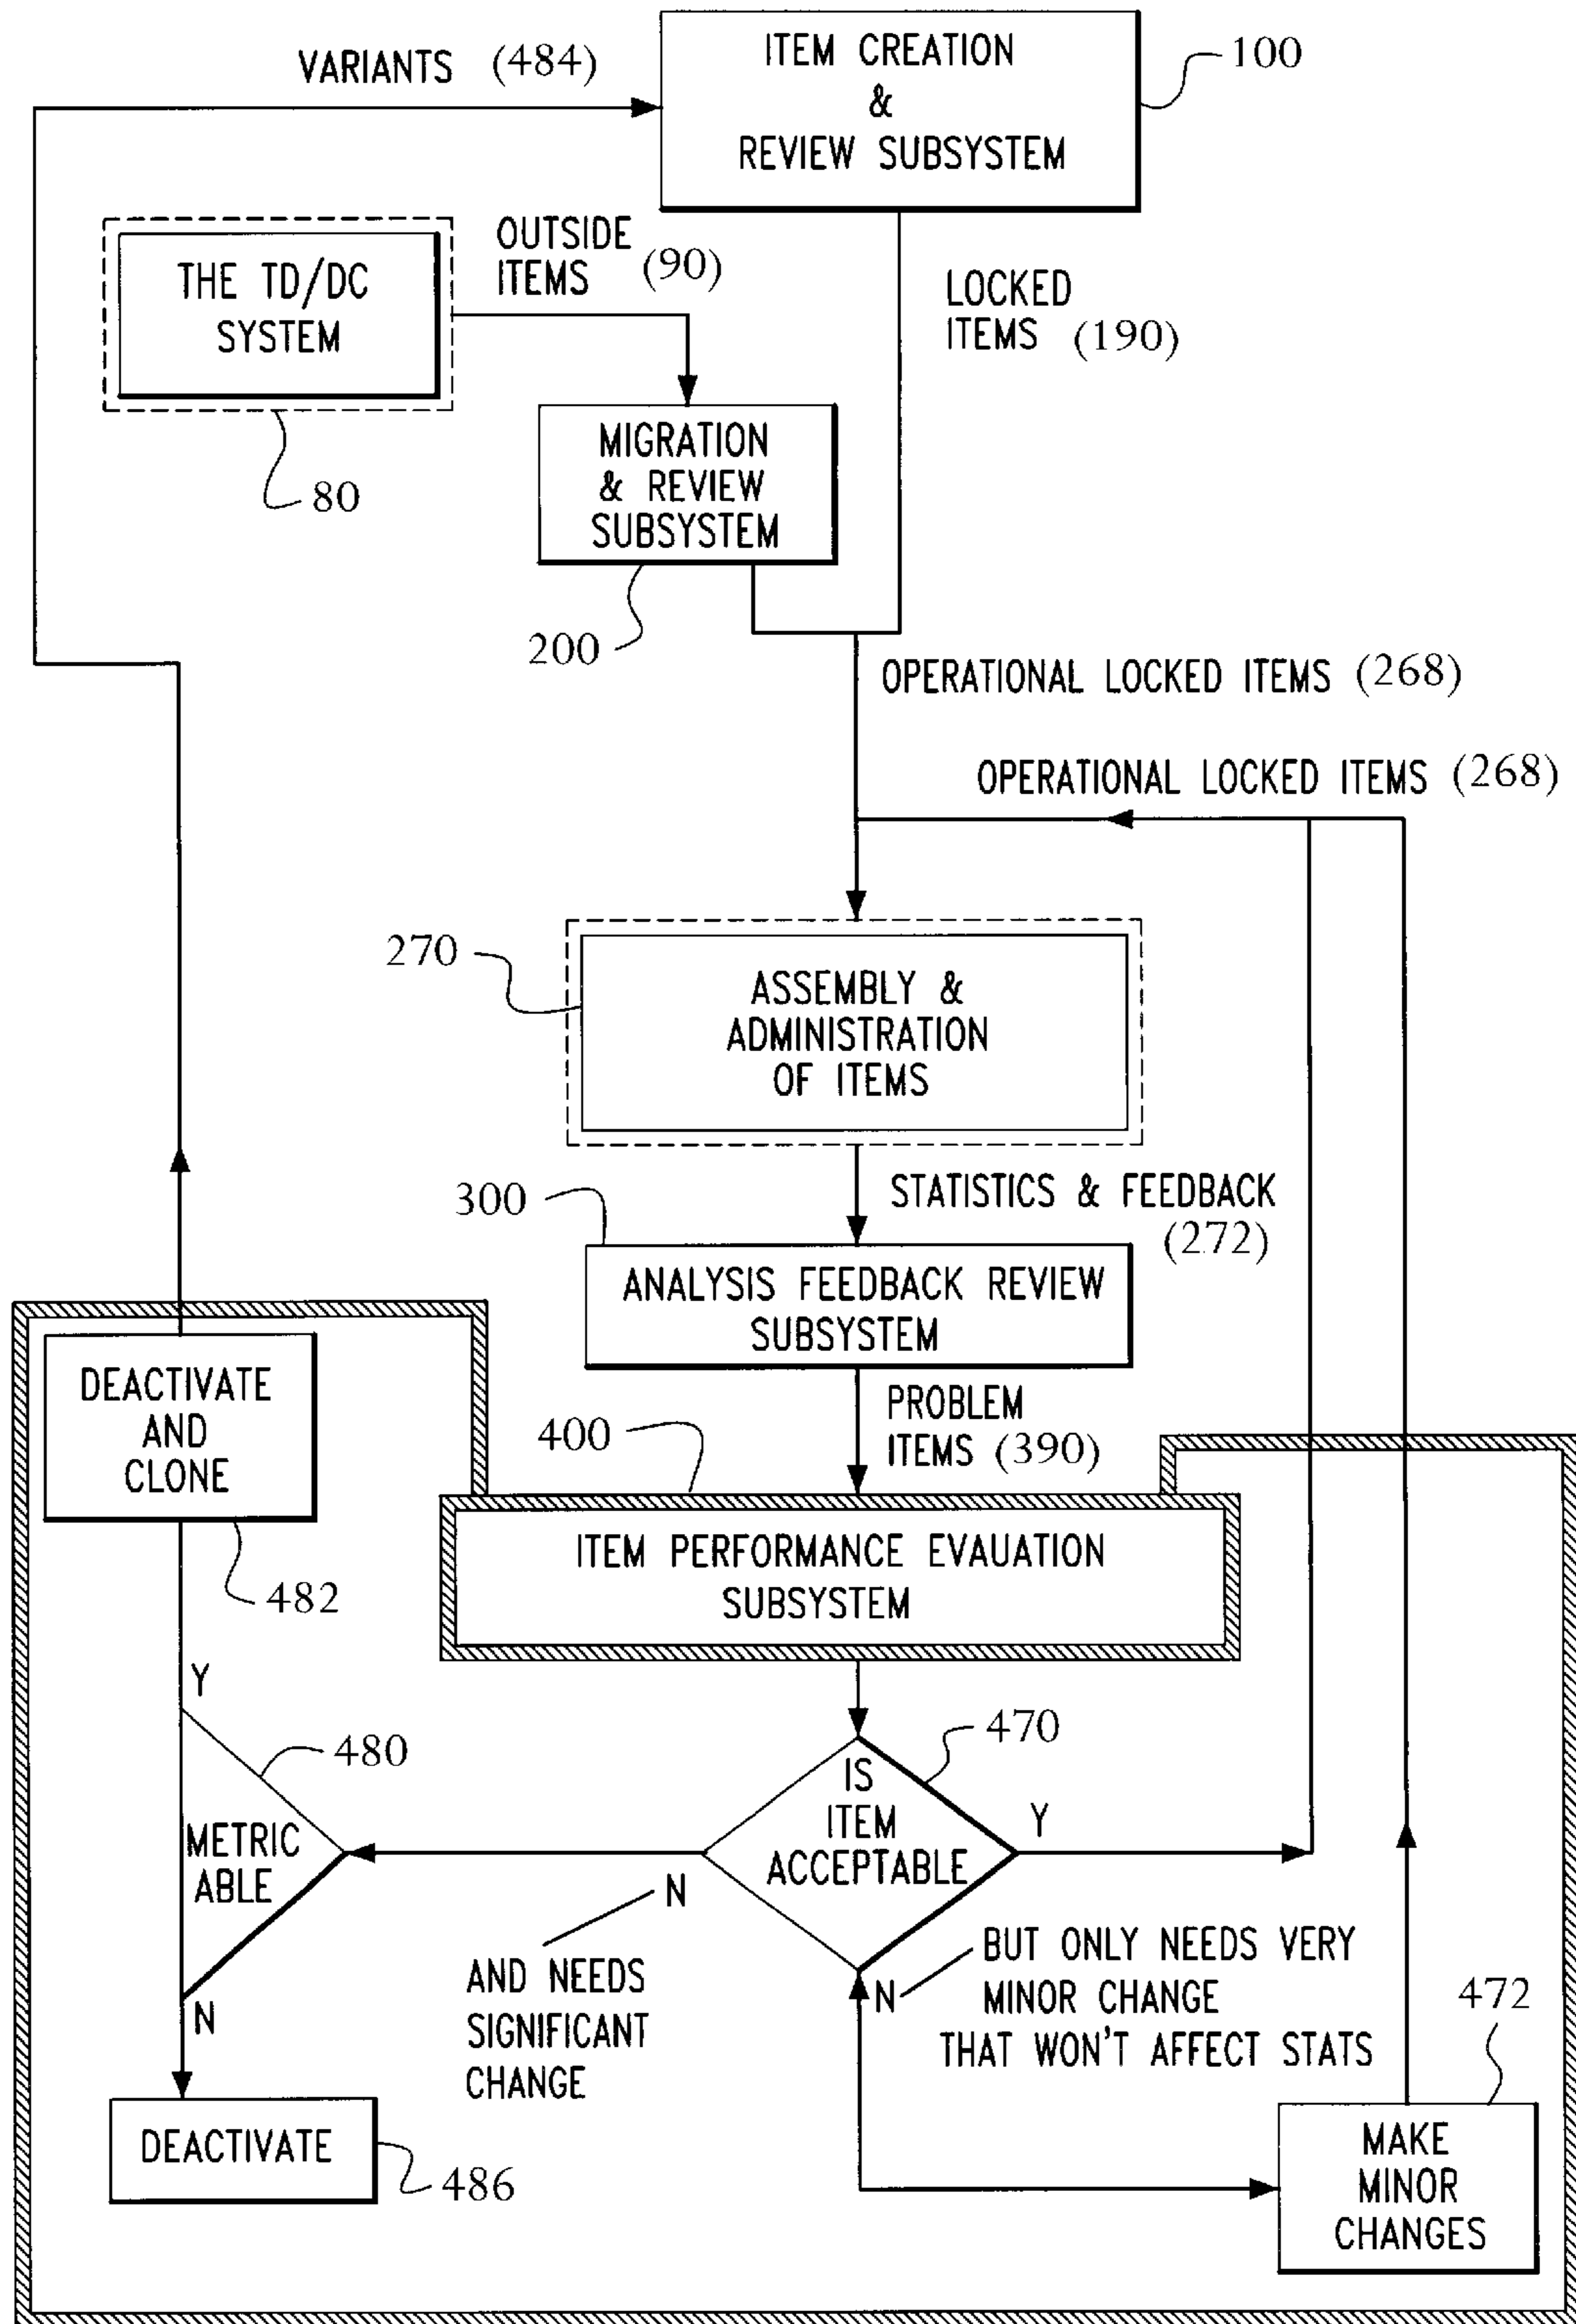 VARIANTS (484)
ITEM CREATION
&
REVIEW SUBSYSTEM
100
THE TD/DC
SYSTEM
80
OUTSIDE
ITEMS (90)
LOCKED
ITEMS (190)
MIGRATION
& REVIEW
SUBSYSTEM
200
OPERATIONAL LOCKED ITEMS (268)
OPERATIONAL LOCKED ITEMS (268)
270
ASSEMBLY &
ADMINISTRATION
OF ITEMS
STATISTICS & FEEDBACK
(272)
300
ANALYSIS FEEDBACK REVIEW
SUBSYSTEM
PROBLEM
ITEMS (390)
400
ITEM PERFORMANCE EVAUATION
SUBSYSTEM
DEACTIVATE
AND
CLONE
482
Y
480
METRIC
ABLE
N
DEACTIVATE
486
470
IS
ITEM
ACCEPTABLE
Y
N
AND NEEDS
SIGNIFICANT
CHANGE
N
BUT ONLY NEEDS VERY
MINOR CHANGE
THAT WON'T AFFECT STATS
472
MAKE
MINOR
CHANGES